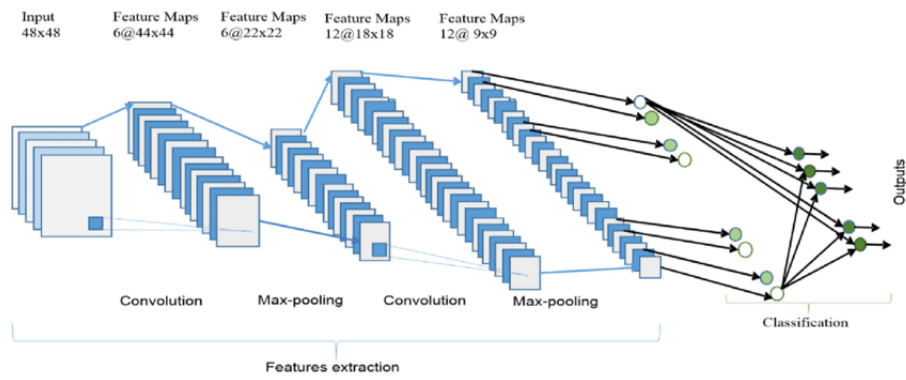 Input
48x48
Feature Maps
6@44x44
Feature Maps
6@22x22
Feature Maps
12@18x18
Feature Maps
12@ 9x9
Outputs
Convolution
Max-pooling
Convolution
Max-pooling
Classification
Features extraction